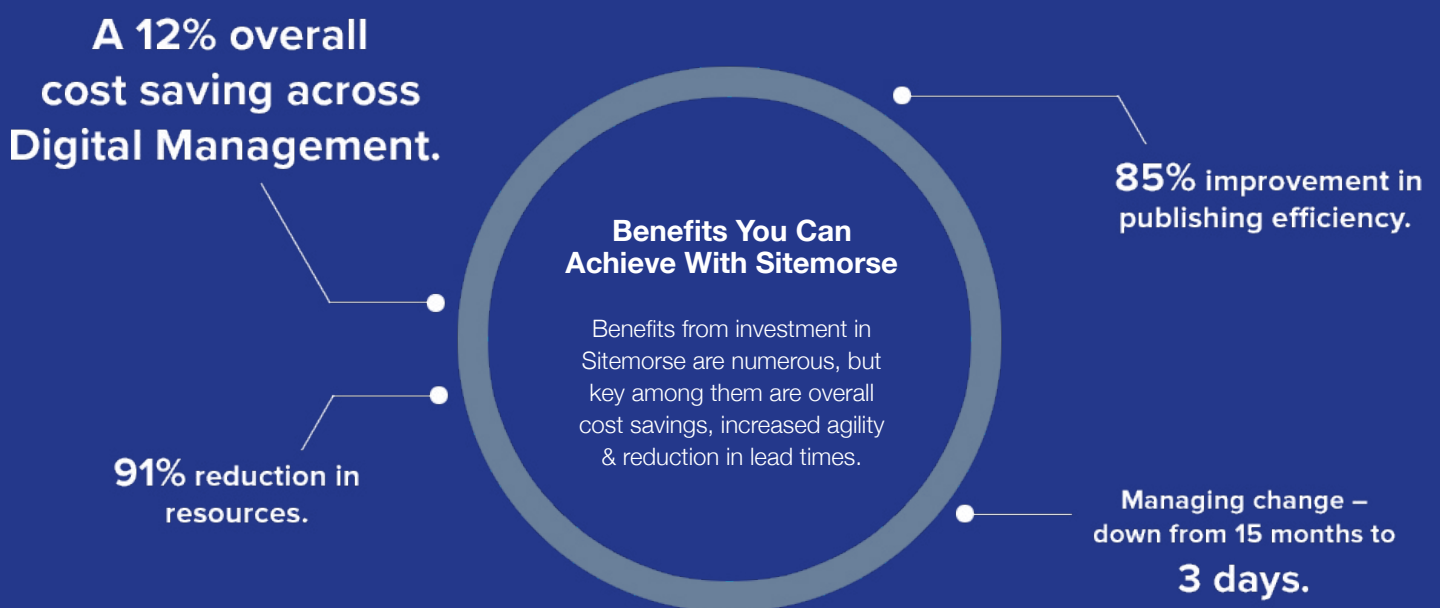 A 12% overall
cost saving across
Digital Management.
85% improvement in
publishing efficiency.
Benefits You Can
Achieve With Sitemorse
Benefits from investment in
Sitemorse are numerous, but
key among them are overall
cost savings, increased agility
& reduction in lead times.
91% reduction in
resources.
Managing change –
down from 15 months to
3 days.